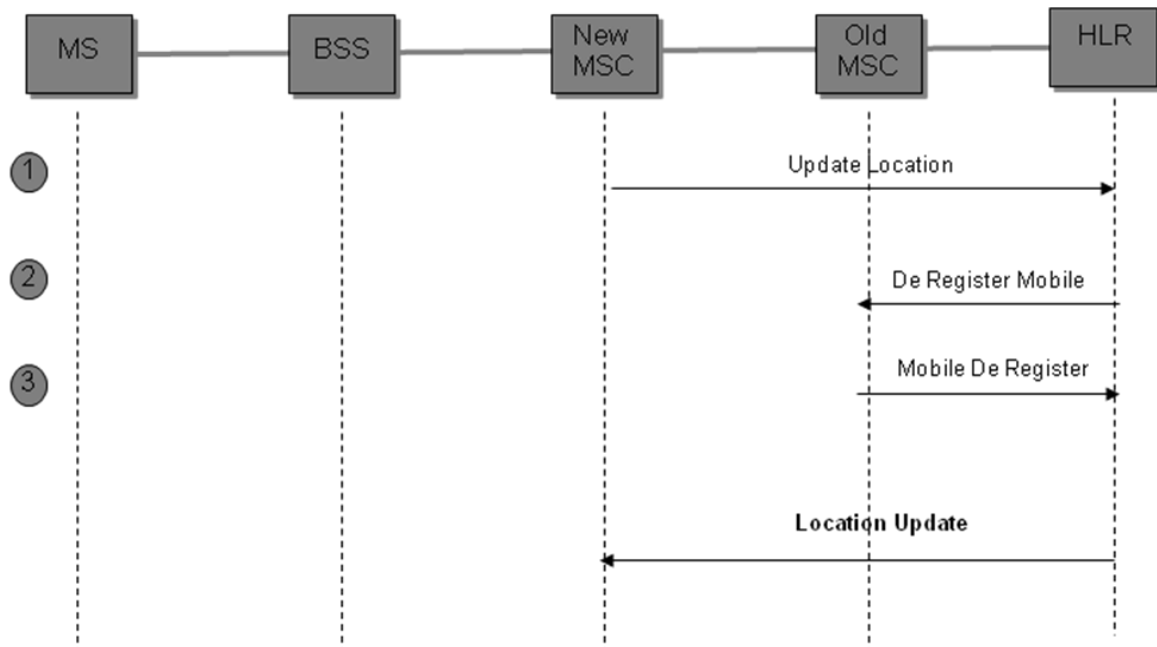 MS
BSS
New
MSC
Old
MSC
HLR
1
Update Location
2
De Register Mobile
3
Mobile De Register
Location Update